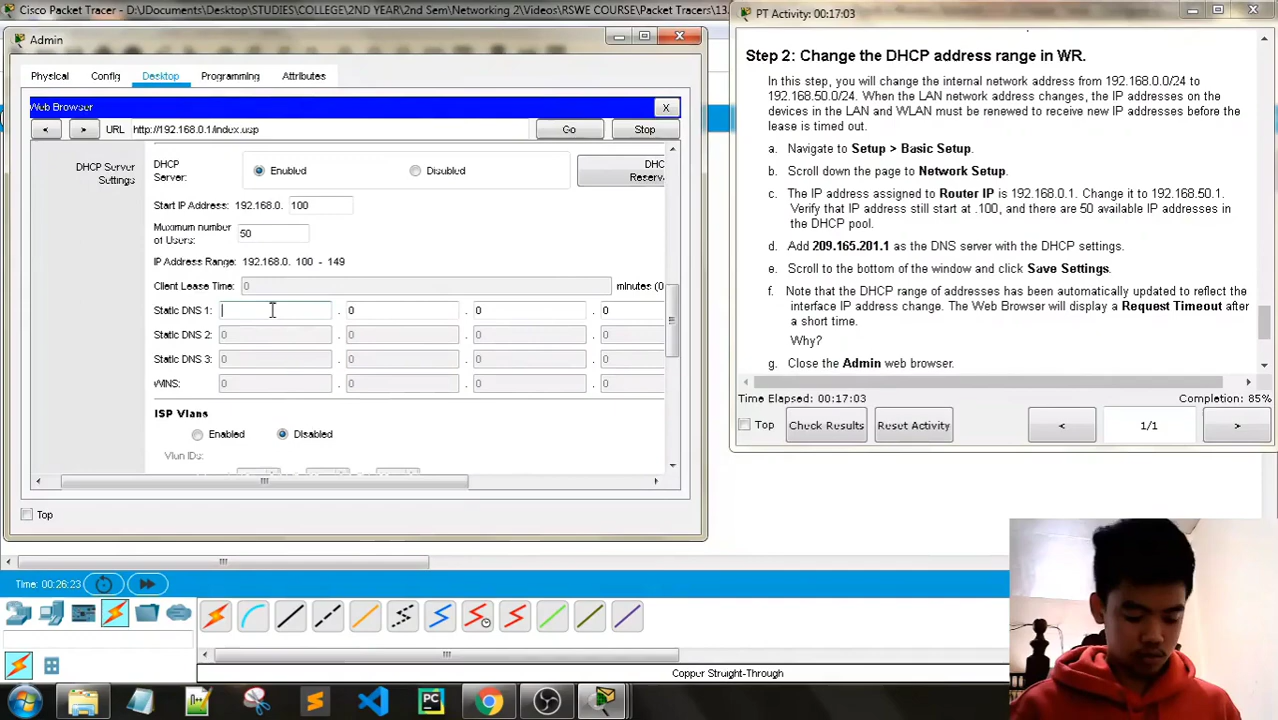 Cisco Packet Tracer - D:\JDocuments\Desktop\STUDIES\COLLEGE\2ND YEAR\2nd Sem\Networking 2\Videos\RSWE COURSE\Packet Tracers\13.
PT Activity: 00:17:03
Admin
Physical
Config
Desktop
Programming
Attributes
Web Browser
X
<
>
URL
http://192.168.0.1/index.asp
Go
Stop
DHCP Server
Settings
DHCP
Server:
Enabled
Disabled
DHC
Reserv
Start IP Address: 192.168.0. 100
Maximum number
of Users:
50
IP Address Range: 192.168.0. 100 - 149
Client Lease Time: 0 minutes (0
Static DNS 1: . 0 . 0 . 0
Static DNS 2: 0 . 0 . 0 . 0
Static DNS 3: 0 . 0 . 0 . 0
WINS: 0 . 0 . 0 . 0
ISP Vlans
Enabled
Disabled
Vlan IDs:
Top
Step 2: Change the DHCP address range in WR.
In this step, you will change the internal network address from 192.168.0.0/24 to
192.168.50.0/24. When the LAN network address changes, the IP addresses on the
devices in the LAN and WLAN must be renewed to receive new IP addresses before the
lease is timed out.
a. Navigate to Setup > Basic Setup.
b. Scroll down the page to Network Setup.
c. The IP address assigned to Router IP is 192.168.0.1. Change it to 192.168.50.1.
Verify that IP address still start at .100, and there are 50 available IP addresses in
the DHCP pool.
d. Add 209.165.201.1 as the DNS server with the DHCP settings.
e. Scroll to the bottom of the window and click Save Settings.
f. Note that the DHCP range of addresses has been automatically updated to reflect the
interface IP address change. The Web Browser will display a Request Timeout after
a short time.
Why?
g. Close the Admin web browser.
Time Elapsed: 00:17:03
Completion: 85%
Top
Check Results
Reset Activity
<
1/1
>
Time: 00:26:23
Copper Straight-Through
PC